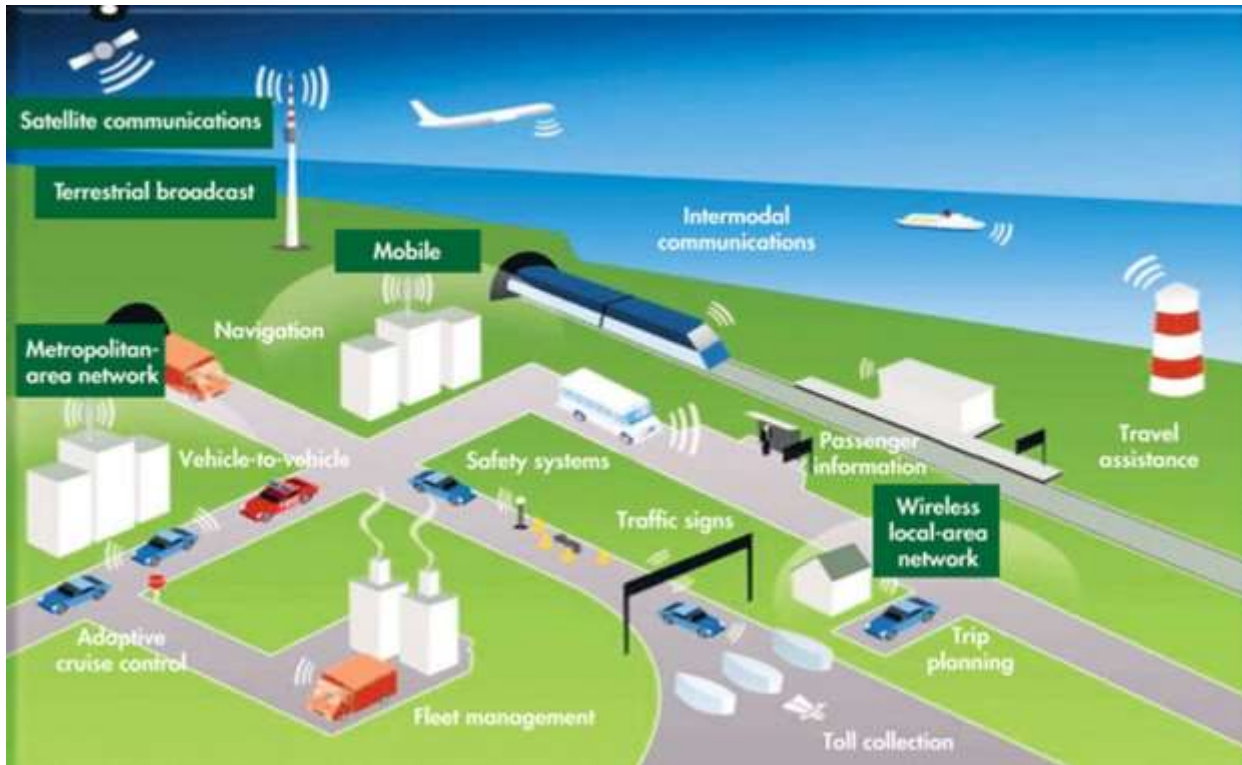 Satellite communications
Terrestrial broadcast
Mobile
Intermodal
communications
Navigation
Metropolitan-
area network
Vehicle-to-vehicle
Safety systems
Passenger
information
Travel
assistance
Traffic signs
Wireless
local-area
network
Adaptive
cruise control
Trip
planning
Fleet management
Toll collection